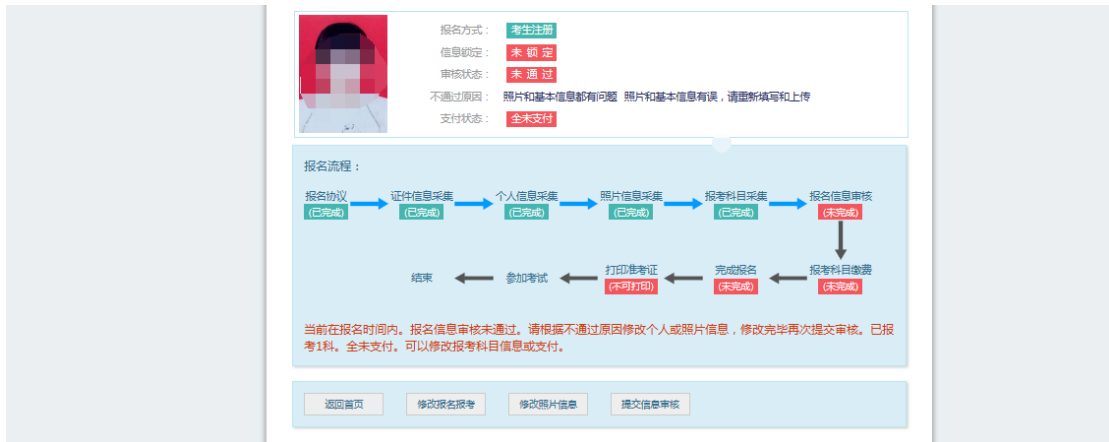 报名方式： 考生注册
信息锁定： 未 锁 定
审核状态： 未 通 过
不通过原因： 照片和基本信息都有问题 照片和基本信息有误，请重新填写和上传
支付状态： 全未支付
报名流程：
报名协议 证件信息采集 个人信息采集 照片信息采集 报考科目采集 报名信息审核
(已完成) (已完成) (已完成) (已完成) (已完成) (未完成)
结束 参加考试 打印准考证 完成报名 报考科目缴费
(不可打印) (未完成) (未完成)
当前在报名时间内。报名信息审核未通过。请根据不通过原因修改个人或照片信息，修改完毕再次提交审核。已报
考1科。全未支付。可以修改报考科目信息或支付。
返回首页 修改报名报考 修改照片信息 提交信息审核